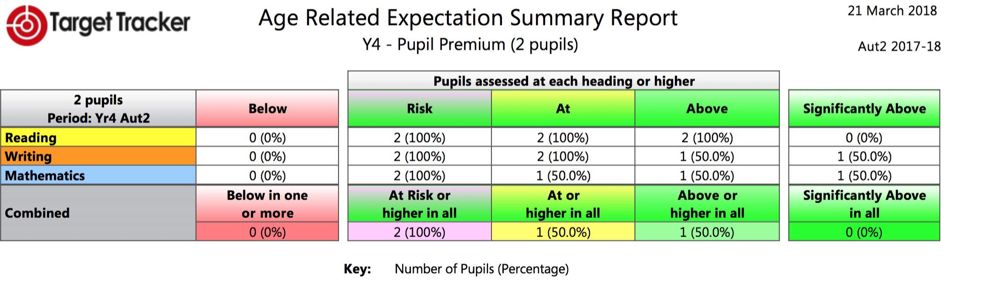 Target Tracker
Age Related Expectation Summary Report
21 March 2018
Y4 - Pupil Premium (2 pupils)
Aut2 2017-18
Pupils assessed at each heading or higher
2 pupils
Period: Yr4 Aut2
Below
Risk
At
Above
Significantly Above
Reading 0 (0%) 2 (100%) 2 (100%) 2 (100%) 0 (0%)
Writing 0 (0%) 2 (100%) 2 (100%) 1 (50.0%) 1 (50.0%)
Mathematics 0 (0%) 2 (100%) 1 (50.0%) 1 (50.0%) 1 (50.0%)
Combined
Below in one
or more
At Risk or
higher in all
At or
higher in all
Above or
higher in all
Significantly Above
in all
0 (0%) 2 (100%) 1 (50.0%) 1 (50.0%) 0 (0%)
Key: Number of Pupils (Percentage)